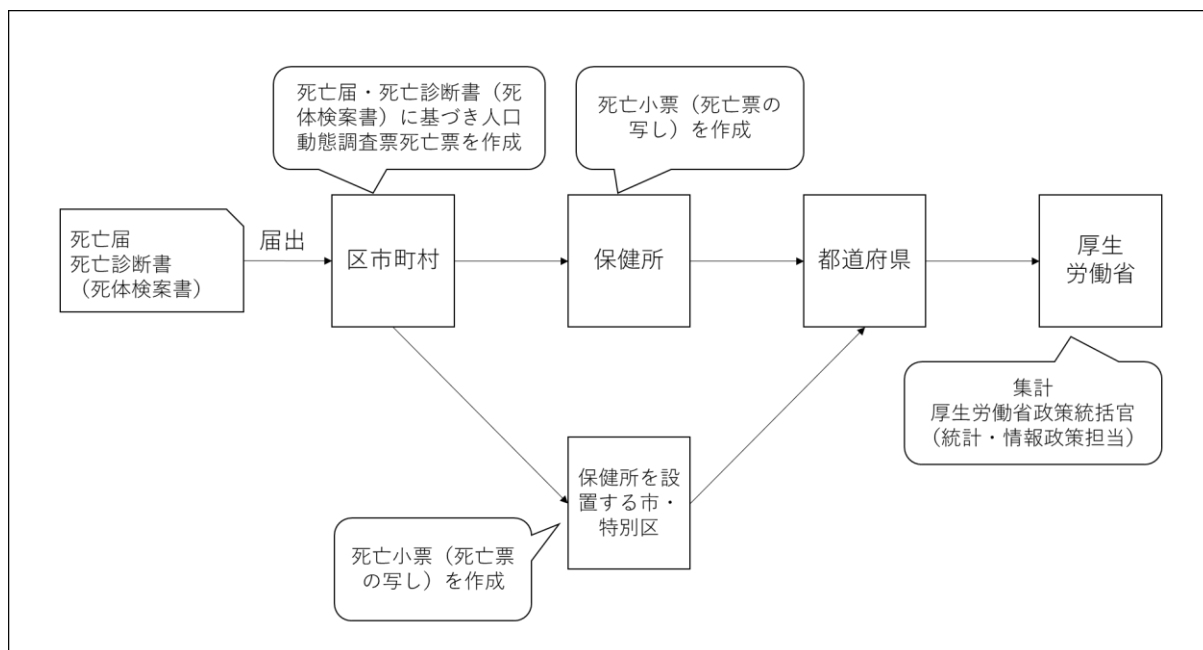 死亡届・死亡診断書（死
体検案書）に基づき人口
動態調査票死亡票を作成
死亡小票（死亡票の
写し）を作成
死亡届
死亡診断書
（死体検案書）
届出
区市町村
保健所
都道府県
厚生
労働省
集計
厚生労働省政策統括官
（統計・情報政策担当）
保健所を設
置する市・
特別区
死亡小票（死亡票
の写し）を作成